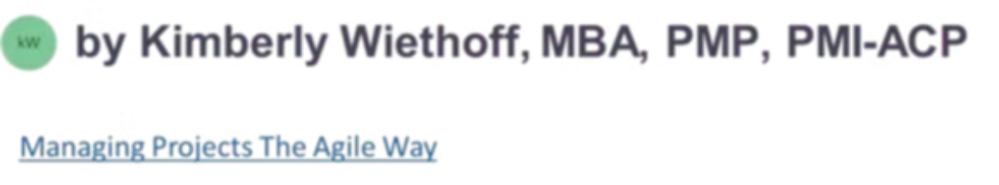 kW by Kimberly Wiethoff, MBA, PMP, PMI-ACP
Managing Projects The Agile Way